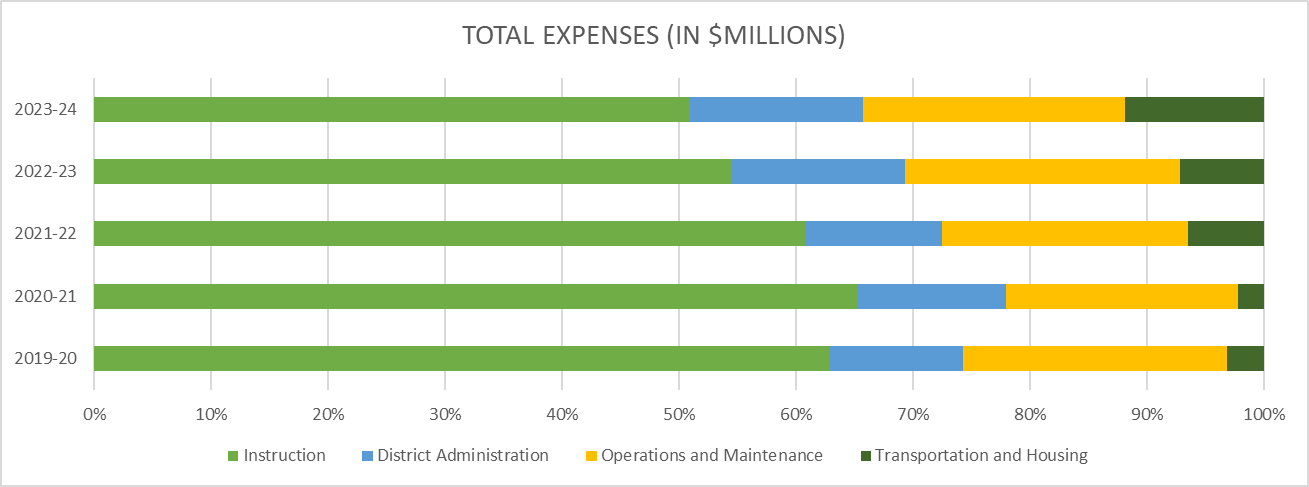 TOTAL EXPENSES (IN $MILLIONS)
2023-24
2022-23
2021-22
2020-21
2019-20
0% 10% 20% 30% 40% 50% 60% 70% 80% 90% 100%
Instruction District Administration Operations and Maintenance Transportation and Housing